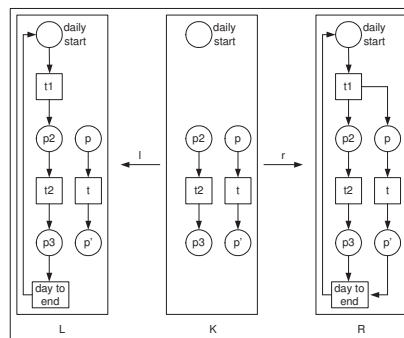 daily
start
t1
p2
p
t2
t
p3
p'
day to
end
L
l
daily
start
p2
p
t2
t
p3
p'
K
r
daily
start
t1
p2
p
t2
t
p3
p'
day to
end
R